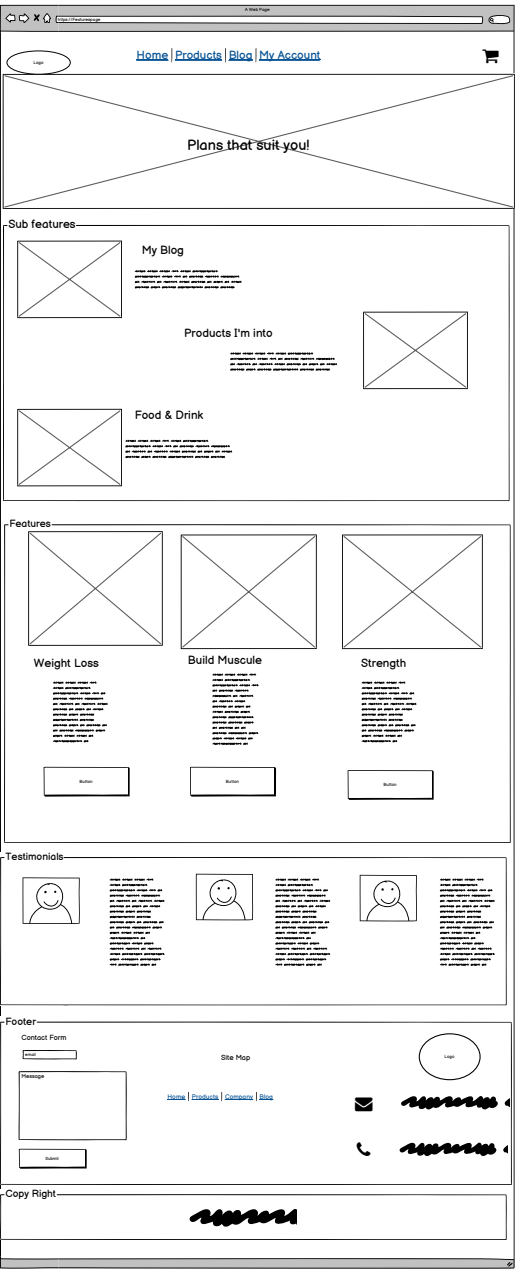 A Web Page
https://Featurespage
Logo
Home | Products | Blog | My Account
Plans that suit you!
Sub features
My Blog
Products I'm into
Food & Drink
Features
Weight Loss
Build Muscule
Strength
Button
Button
Button
Testimonials
Footer
Contact Form
email
Message
Submit
Site Map
Home | Products | Company | Blog
Logo
Copy Right